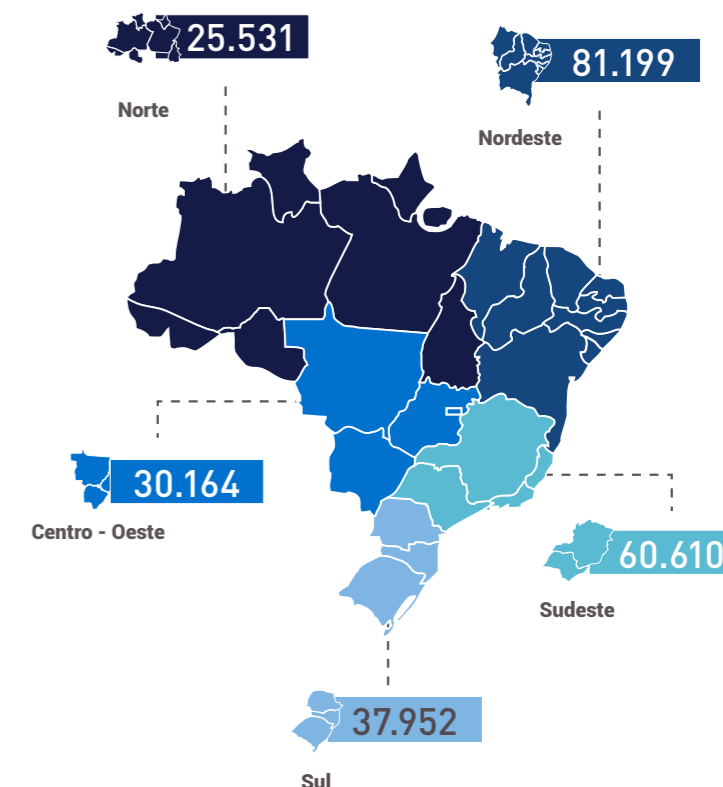 25.531
Norte
81.199
Nordeste
30.164
Centro - Oeste
60.610
Sudeste
37.952
Sul